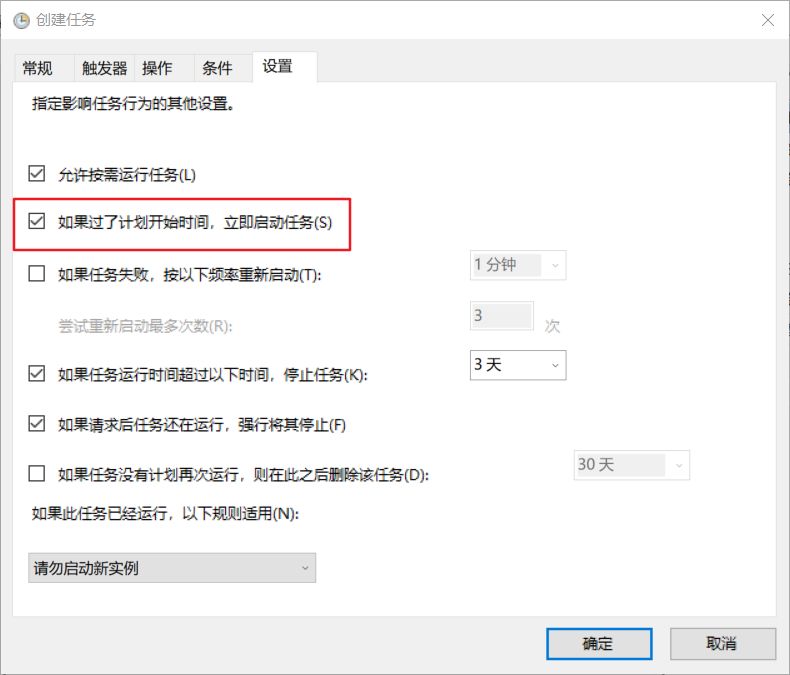 创建任务
常规 触发器 操作 条件 设置
指定影响任务行为的其他设置。
允许按需运行任务(L)
如果过了计划开始时间，立即启动任务(S)
如果任务失败，按以下频率重新启动(T): 1 分钟
尝试重新启动最多次数(R): 3 次
如果任务运行时间超过以下时间，停止任务(K): 3 天
如果请求后任务还在运行，强行将其停止(F)
如果任务没有计划再次运行，则在此之后删除该任务(D): 30 天
如果此任务已经运行，以下规则适用(N):
请勿启动新实例
确定 取消